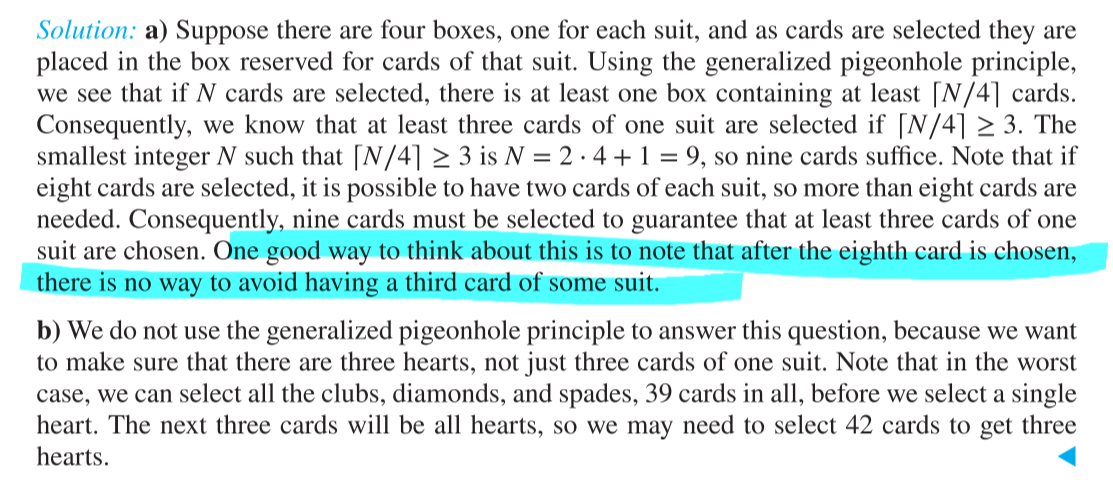 Solution: a) Suppose there are four boxes, one for each suit, and as cards are selected they are
placed in the box reserved for cards of that suit. Using the generalized pigeonhole principle,
we see that if N cards are selected, there is at least one box containing at least ⌈N/4⌉ cards.
Consequently, we know that at least three cards of one suit are selected if ⌈N/4⌉ ≥ 3. The
smallest integer N such that ⌈N/4⌉ ≥ 3 is N = 2 · 4 + 1 = 9, so nine cards suffice. Note that if
eight cards are selected, it is possible to have two cards of each suit, so more than eight cards are
needed. Consequently, nine cards must be selected to guarantee that at least three cards of one
suit are chosen. One good way to think about this is to note that after the eighth card is chosen,
there is no way to avoid having a third card of some suit.
b) We do not use the generalized pigeonhole principle to answer this question, because we want
to make sure that there are three hearts, not just three cards of one suit. Note that in the worst
case, we can select all the clubs, diamonds, and spades, 39 cards in all, before we select a single
heart. The next three cards will be all hearts, so we may need to select 42 cards to get three
hearts.